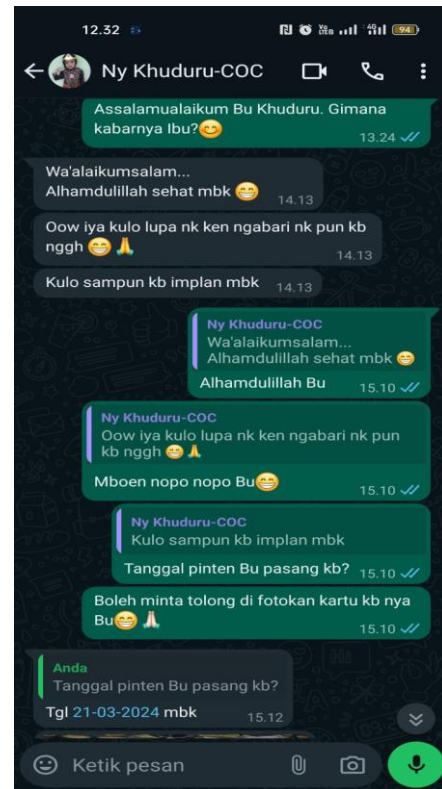 12.32
94
Ny Khuduru-COC
Assalamualaikum Bu Khuduru. Gimana
kabarnya Ibu?😊
13.24
Wa'alaikumsalam...
Alhamdulillah sehat mbk 😁
14.13
Oow iya kulo lupa nk ken ngabari nk pun kb
nggh 😁🙏
14.13
Kulo sampun kb implan mbk
14.13
Ny Khuduru-COC
Wa'alaikumsalam...
Alhamdulillah sehat mbk 😁
Alhamdulillah Bu
15.10
Ny Khuduru-COC
Oow iya kulo lupa nk ken ngabari nk pun
kb nggh 😁🙏
Mboen nopo nopo Bu😁
15.10
Ny Khuduru-COC
Kulo sampun kb implan mbk
Tanggal pinten Bu pasang kb?
15.10
Boleh minta tolong di fotokan kartu kb nya
Bu😁🙏
15.10
Anda
Tanggal pinten Bu pasang kb?
Tgl 21-03-2024 mbk
15.12
Ketik pesan